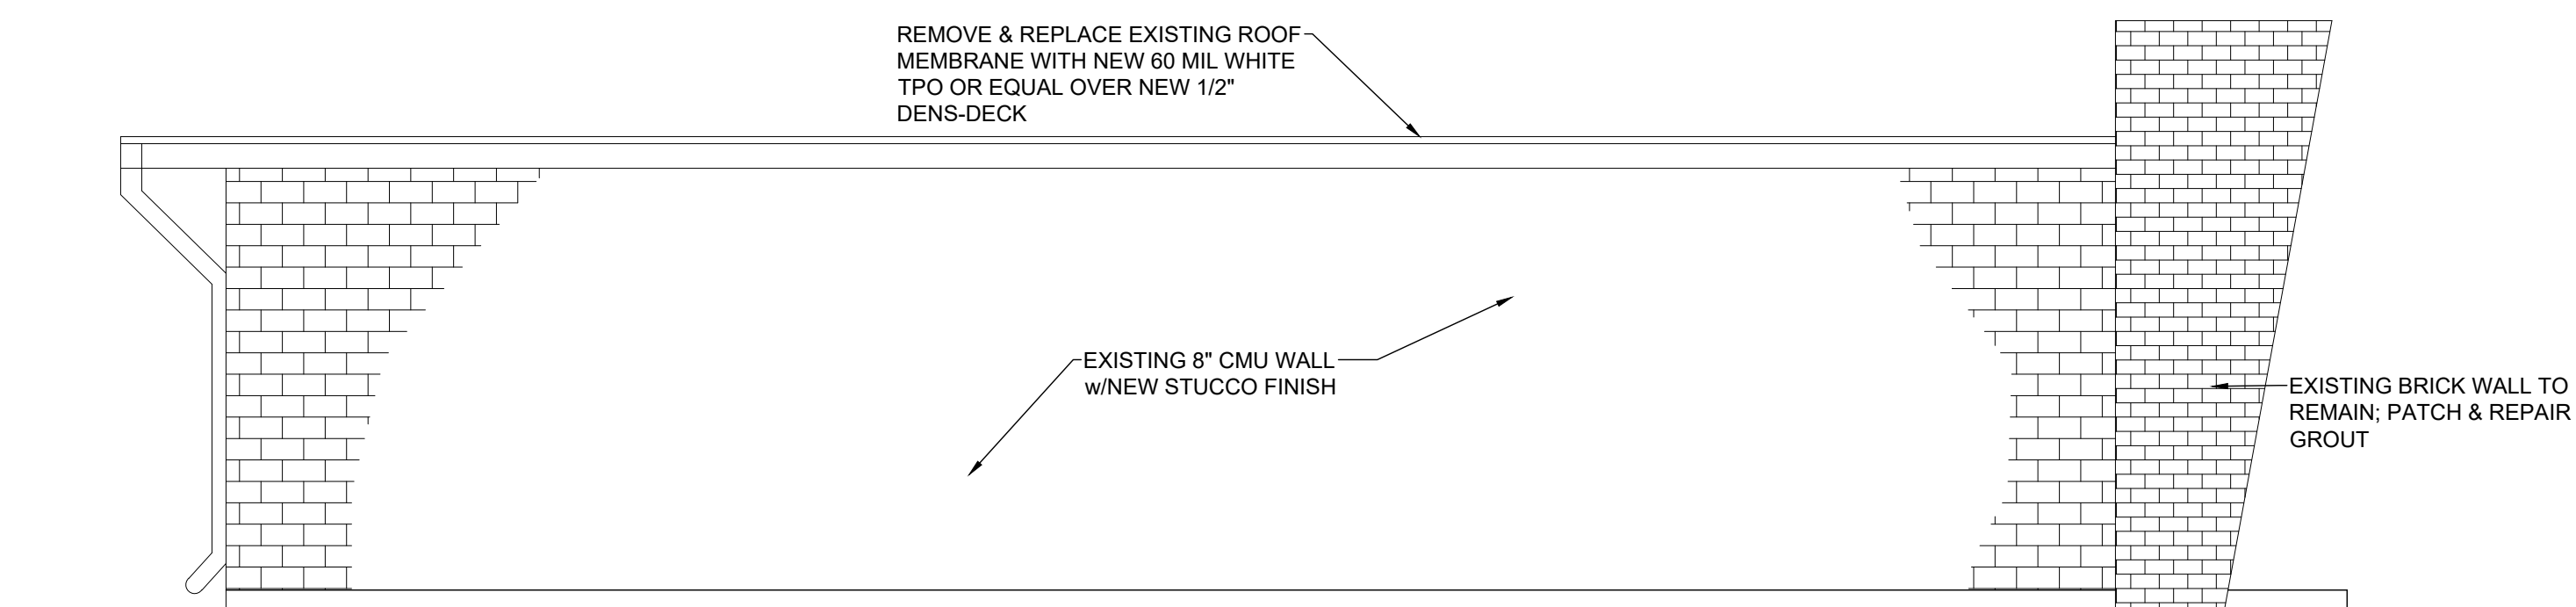 REMOVE & REPLACE EXISTING ROOF
MEMBRANE WITH NEW 60 MIL WHITE
TPO OR EQUAL OVER NEW 1/2"
DENS-DECK
EXISTING 8" CMU WALL
w/NEW STUCCO FINISH
EXISTING BRICK WALL TO
REMAIN; PATCH & REPAIR
GROUT